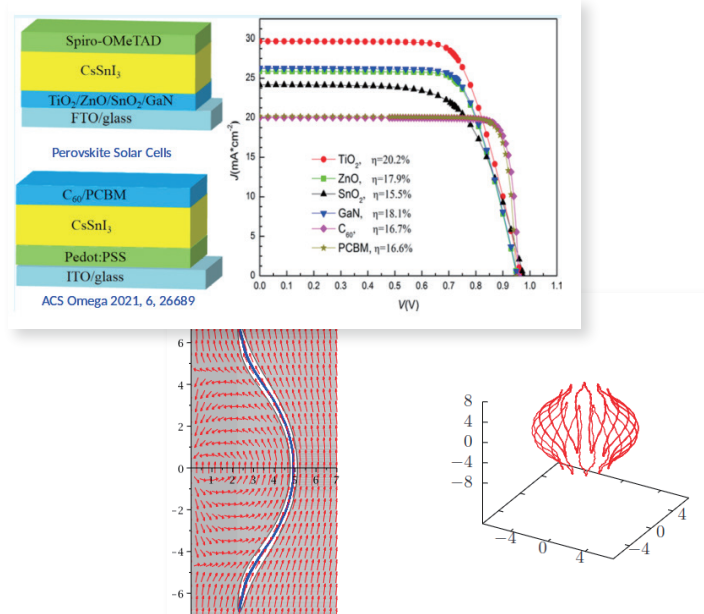 Spiro-OMeTAD
CsSnI₃
TiO₂/ZnO/SnO₂/GaN
FTO/glass
Perovskite Solar Cells
C₆₀/PCBM
CsSnI₃
Pedot:PSS
ITO/glass
ACS Omega 2021, 6, 26689
J(mA*cm⁻²)
30
25
20
15
10
5
0
TiO₂, η=20.2%
ZnO, η=17.9%
SnO₂, η=15.5%
GaN, η=18.1%
C₆₀, η=16.7%
PCBM, η=16.6%
0.0 0.1 0.2 0.3 0.4 0.5 0.6 0.7 0.8 0.9 1.0 1.1
V(V)
6
4
2
0
1 2 3 4 5 6 7
-2
-4
-6
8
4
0
−4
−8
−4 0 4
−4 0 4